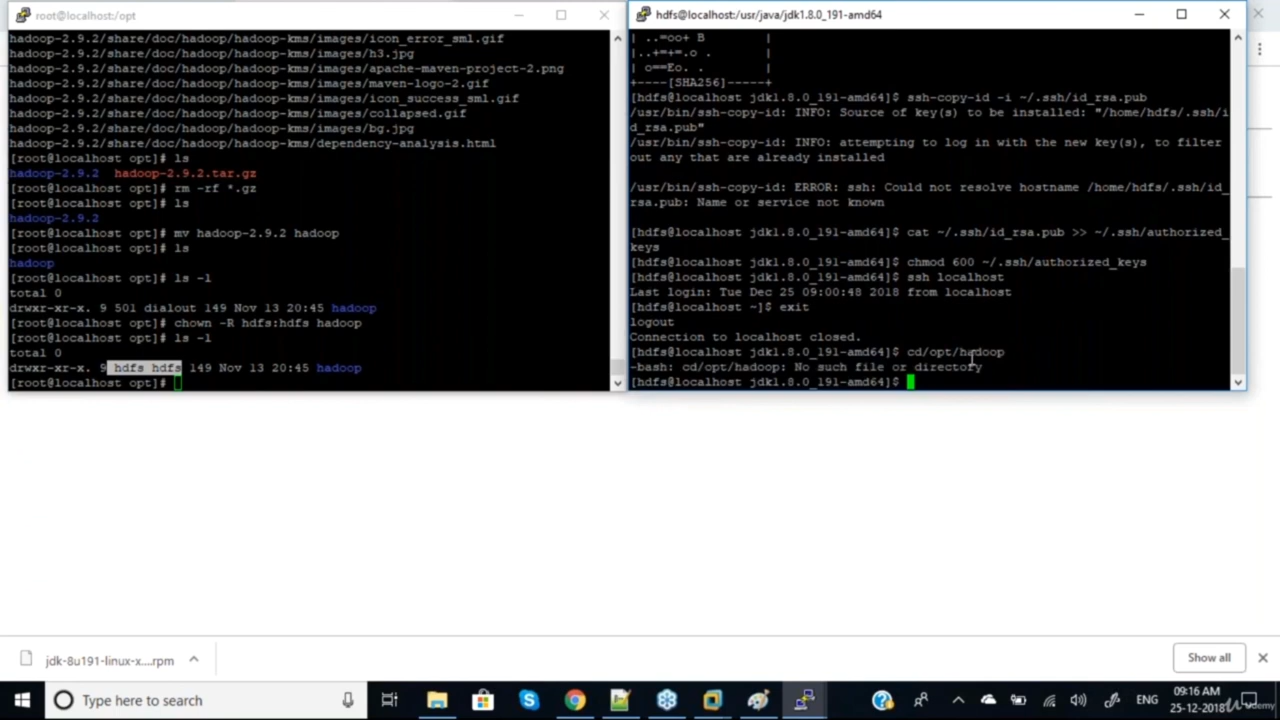 root@localhost:/opt
hadoop-2.9.2/share/doc/hadoop/hadoop-kms/images/icon_error_sml.gif
hadoop-2.9.2/share/doc/hadoop/hadoop-kms/images/h3.jpg
hadoop-2.9.2/share/doc/hadoop/hadoop-kms/images/apache-maven-project-2.png
hadoop-2.9.2/share/doc/hadoop/hadoop-kms/images/maven-logo-2.gif
hadoop-2.9.2/share/doc/hadoop/hadoop-kms/images/icon_success_sml.gif
hadoop-2.9.2/share/doc/hadoop/hadoop-kms/images/collapsed.gif
hadoop-2.9.2/share/doc/hadoop/hadoop-kms/images/bg.jpg
hadoop-2.9.2/share/doc/hadoop/hadoop-kms/dependency-analysis.html
[root@localhost opt]# ls
hadoop-2.9.2  hadoop-2.9.2.tar.gz
[root@localhost opt]# rm -rf *.gz
[root@localhost opt]# ls
hadoop-2.9.2
[root@localhost opt]# mv hadoop-2.9.2 hadoop
[root@localhost opt]# ls
hadoop
[root@localhost opt]# ls -l
total 0
drwxr-xr-x. 9 501 dialout 149 Nov 13 20:45 hadoop
[root@localhost opt]# chown -R hdfs:hdfs hadoop
[root@localhost opt]# ls -l
total 0
drwxr-xr-x. 9 hdfs hdfs 149 Nov 13 20:45 hadoop
[root@localhost opt]#
hdfs@localhost:/usr/java/jdk1.8.0_191-amd64
| ..=oo+ B        |
|..+=+=.o .       |
| o==Eo. .        |
+----[SHA256]-----+
[hdfs@localhost jdk1.8.0_191-amd64]$ ssh-copy-id -i ~/.ssh/id_rsa.pub
/usr/bin/ssh-copy-id: INFO: Source of key(s) to be installed: "/home/hdfs/.ssh/i
d_rsa.pub"
/usr/bin/ssh-copy-id: INFO: attempting to log in with the new key(s), to filter
out any that are already installed
/usr/bin/ssh-copy-id: ERROR: ssh: Could not resolve hostname /home/hdfs/.ssh/id_
rsa.pub: Name or service not known
[hdfs@localhost jdk1.8.0_191-amd64]$ cat ~/.ssh/id_rsa.pub >> ~/.ssh/authorized_
keys
[hdfs@localhost jdk1.8.0_191-amd64]$ chmod 600 ~/.ssh/authorized_keys
[hdfs@localhost jdk1.8.0_191-amd64]$ ssh localhost
Last login: Tue Dec 25 09:00:48 2018 from localhost
[hdfs@localhost ~]$ exit
logout
Connection to localhost closed.
[hdfs@localhost jdk1.8.0_191-amd64]$ cd/opt/hadoop
-bash: cd/opt/hadoop: No such file or directory
[hdfs@localhost jdk1.8.0_191-amd64]$
jdk-8u191-linux-x....rpm
Show all
Type here to search
ENG
09:16 AM
25-12-2018
Udemy